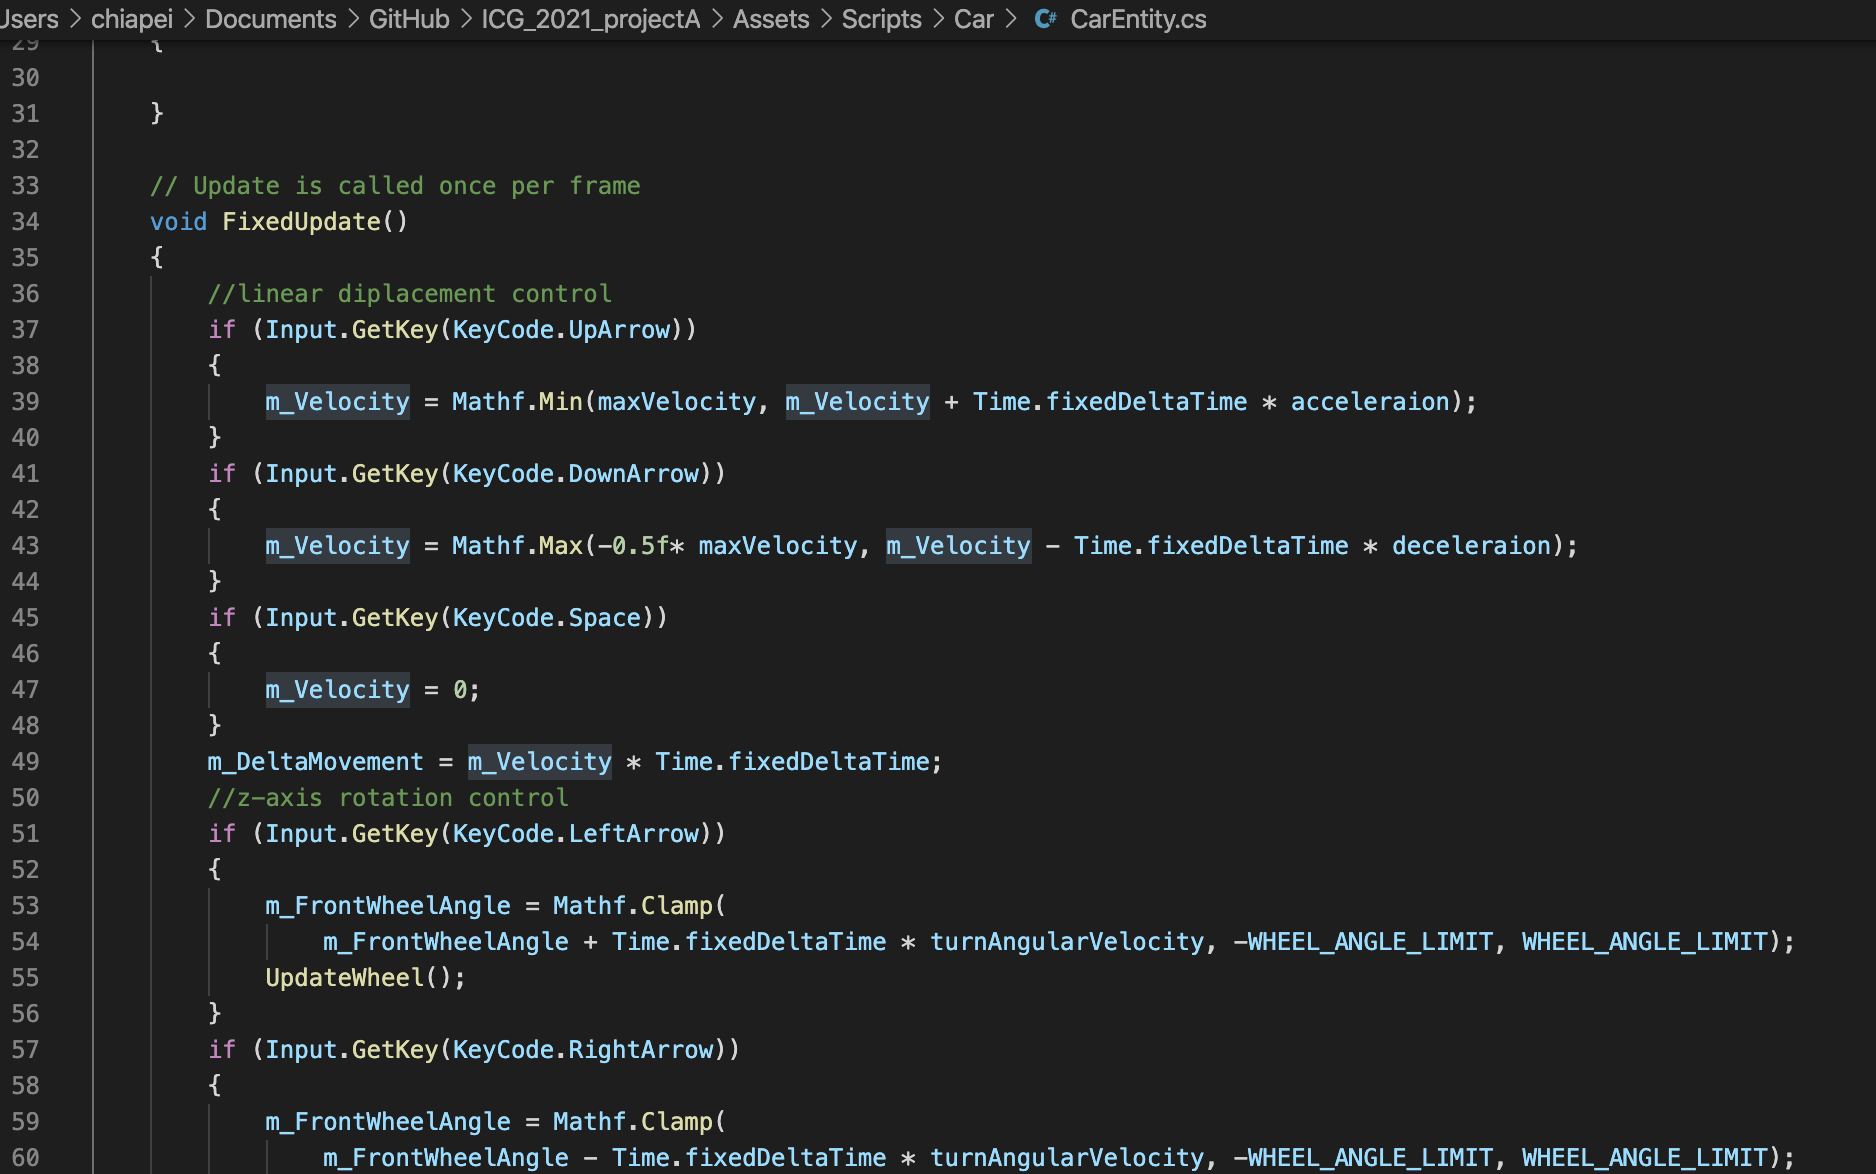 Users > chiapei > Documents > GitHub > ICG_2021_projectA > Assets > Scripts > Car > C# CarEntity.cs
29 {
30
31 }
32
33 // Update is called once per frame
34 void FixedUpdate()
35 {
36 //linear diplacement control
37 if (Input.GetKey(KeyCode.UpArrow))
38 {
39 m_Velocity = Mathf.Min(maxVelocity, m_Velocity + Time.fixedDeltaTime * acceleraion);
40 }
41 if (Input.GetKey(KeyCode.DownArrow))
42 {
43 m_Velocity = Mathf.Max(-0.5f* maxVelocity, m_Velocity - Time.fixedDeltaTime * deceleraion);
44 }
45 if (Input.GetKey(KeyCode.Space))
46 {
47 m_Velocity = 0;
48 }
49 m_DeltaMovement = m_Velocity * Time.fixedDeltaTime;
50 //z-axis rotation control
51 if (Input.GetKey(KeyCode.LeftArrow))
52 {
53 m_FrontWheelAngle = Mathf.Clamp(
54 m_FrontWheelAngle + Time.fixedDeltaTime * turnAngularVelocity, -WHEEL_ANGLE_LIMIT, WHEEL_ANGLE_LIMIT);
55 UpdateWheel();
56 }
57 if (Input.GetKey(KeyCode.RightArrow))
58 {
59 m_FrontWheelAngle = Mathf.Clamp(
60 m_FrontWheelAngle - Time.fixedDeltaTime * turnAngularVelocity, -WHEEL_ANGLE_LIMIT, WHEEL_ANGLE_LIMIT);